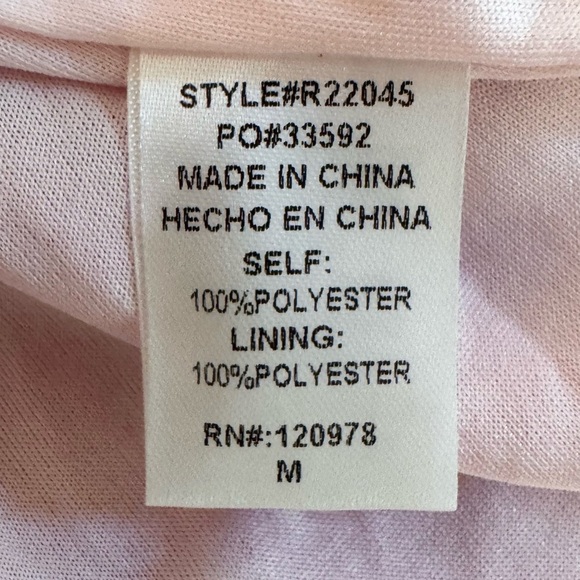 STYLE#R22045
PO#33592
MADE IN CHINA
HECHO EN CHINA
SELF:
100%POLYESTER
LINING:
100%POLYESTER
RN#:120978
M